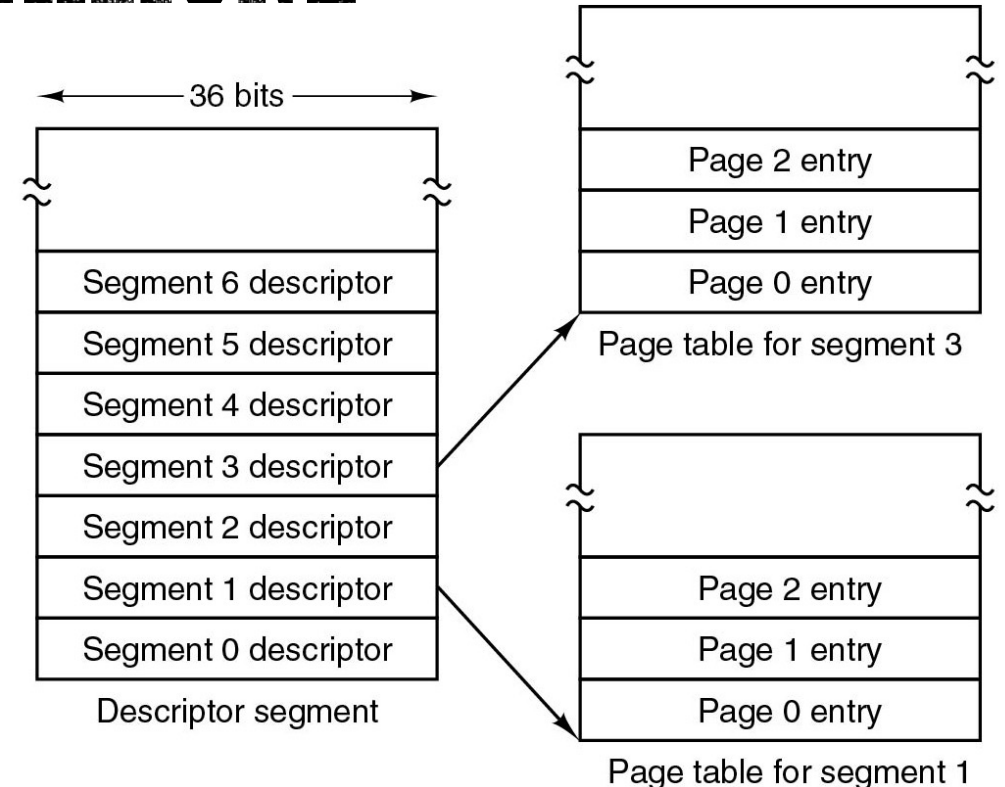 36 bits
Segment 6 descriptor
Segment 5 descriptor
Segment 4 descriptor
Segment 3 descriptor
Segment 2 descriptor
Segment 1 descriptor
Segment 0 descriptor
Descriptor segment
Page 2 entry
Page 1 entry
Page 0 entry
Page table for segment 3
Page 2 entry
Page 1 entry
Page 0 entry
Page table for segment 1